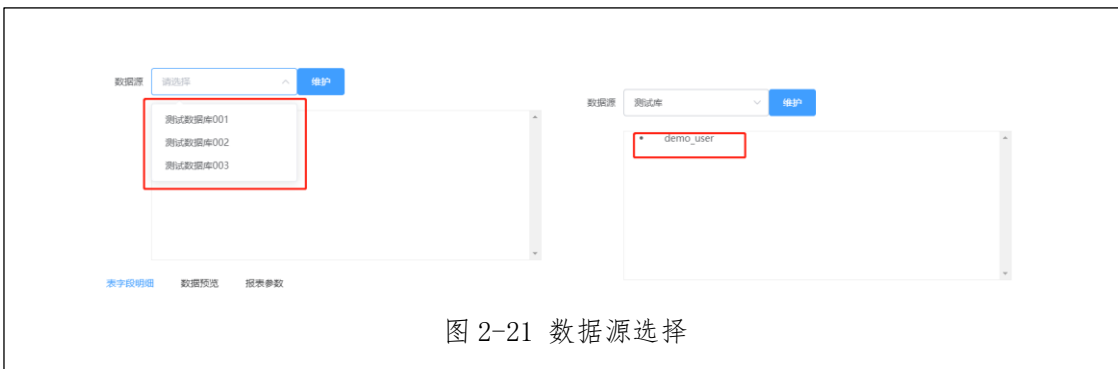 数据源 请选择 维护
测试数据库001
测试数据库002
测试数据库003
表字段明细 数据预览 报表参数
数据源 测试库 维护
demo_user
图 2-21 数据源选择